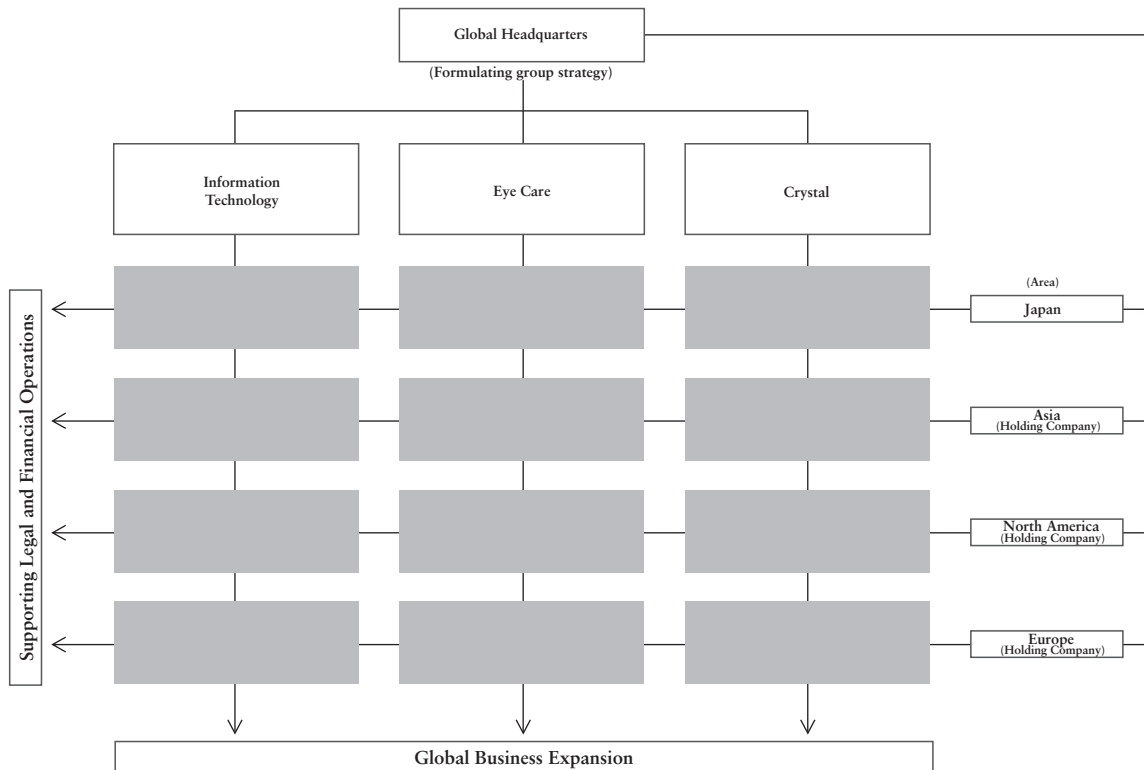 Global Headquarters
(Formulating group strategy)
Information
Technology
Eye Care
Crystal
(Area)
Japan
Asia
(Holding Company)
North America
(Holding Company)
Europe
(Holding Company)
Supporting Legal and Financial Operations
Global Business Expansion